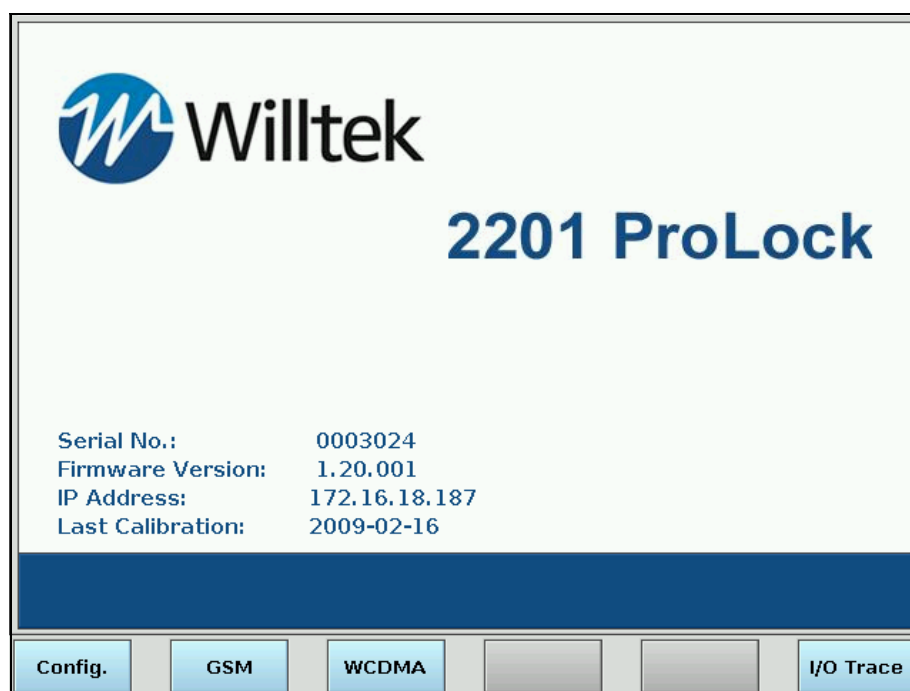 Willtek
2201 ProLock
Serial No.: 0003024
Firmware Version: 1.20.001
IP Address: 172.16.18.187
Last Calibration: 2009-02-16
Config. GSM WCDMA I/O Trace